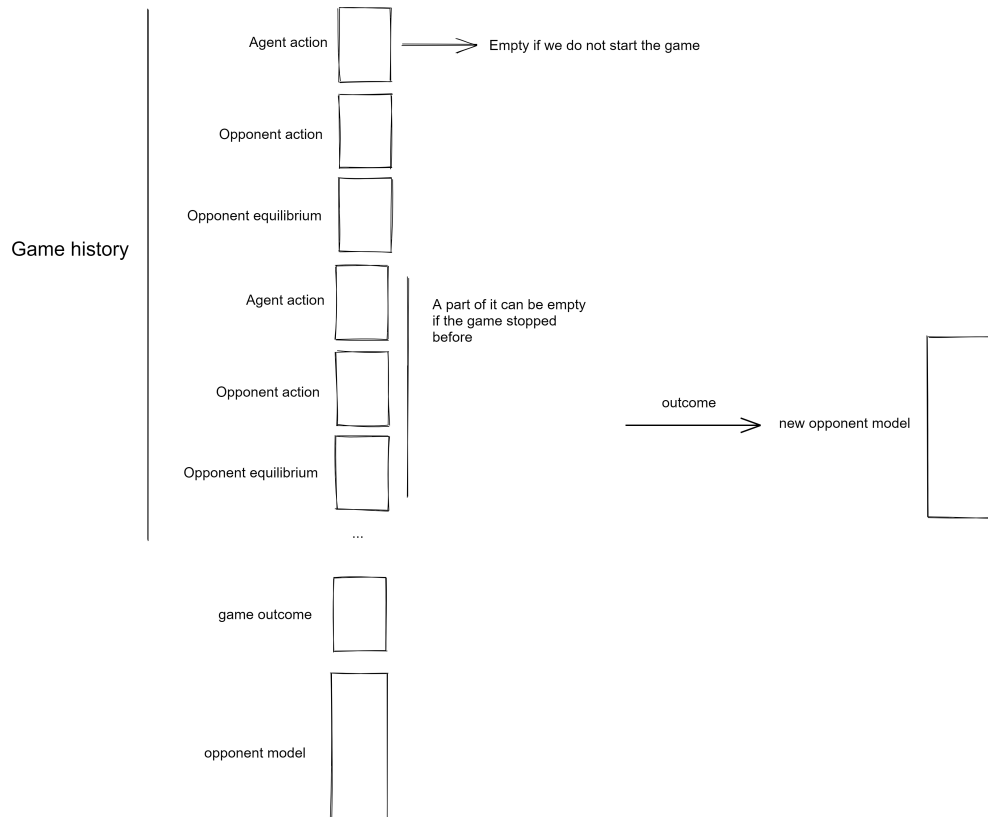 Agent action
Empty if we do not start the game
Opponent action
Opponent equilibrium
Game history
Agent action
A part of it can be empty
if the game stopped
before
Opponent action
outcome
new opponent model
Opponent equilibrium
...
game outcome
opponent model